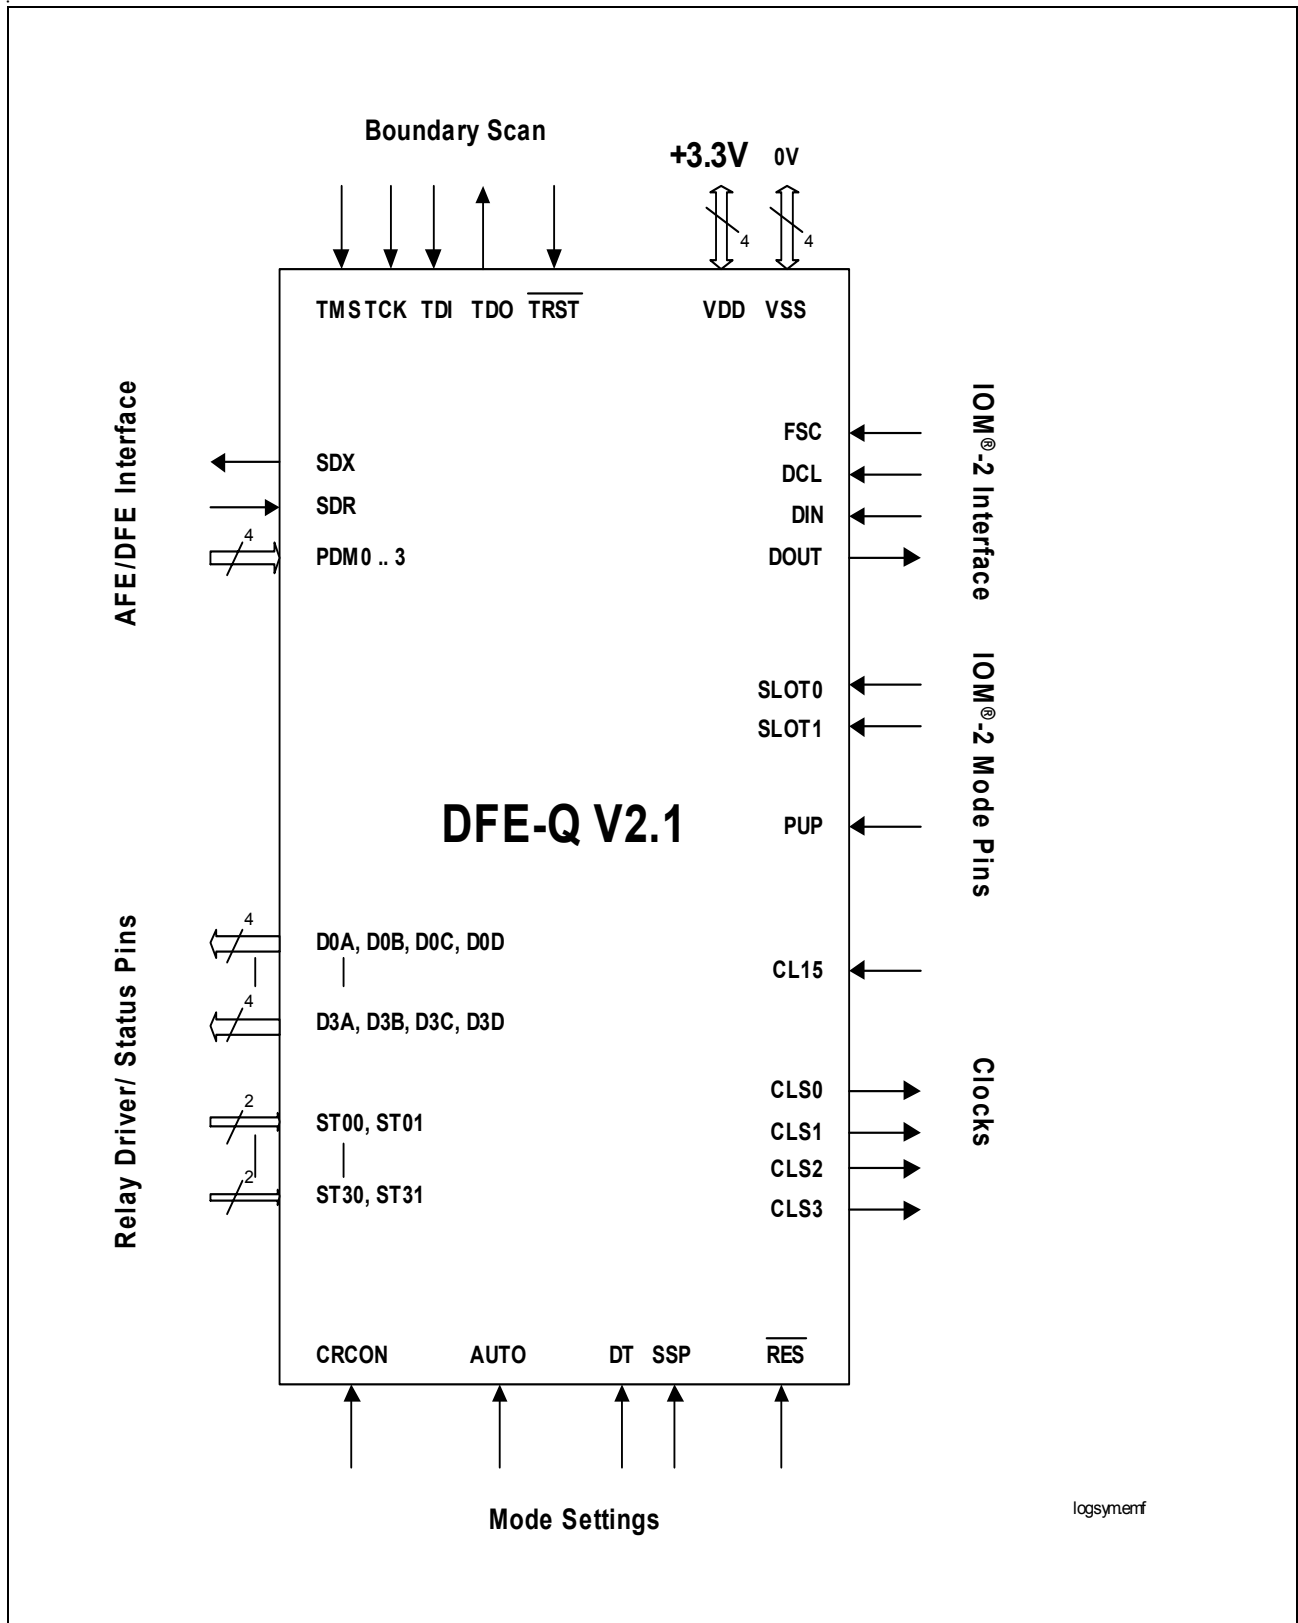 Boundary Scan
+3.3V 0V
4 4
TMS TCK TDI TDO TRST VDD VSS
AFE/DFE Interface
SDX
SDR
4
PDM0 .. 3
FSC
DCL
DIN
DOUT
IOM®-2 Interface
SLOT0
SLOT1
PUP
IOM®-2 Mode Pins
DFE-Q V2.1
Relay Driver/ Status Pins
4
D0A, D0B, D0C, D0D
4
D3A, D3B, D3C, D3D
2
ST00, ST01
2
ST30, ST31
CL15
CLS0
CLS1
CLS2
CLS3
Clocks
CRCON AUTO DT SSP RES
Mode Settings
logsym.emf